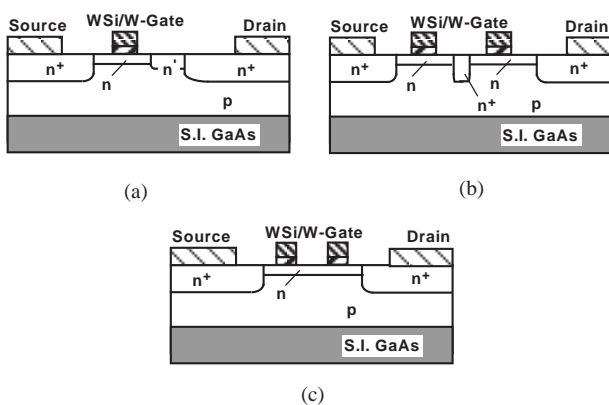 WSi/W-Gate
Source Drain
n+ n n' n+
p
S.I. GaAs
(a)
WSi/W-Gate
Source Drain
n+ n n+ n n+
p
S.I. GaAs
(b)
WSi/W-Gate
Source Drain
n+ n n+
p
S.I. GaAs
(c)